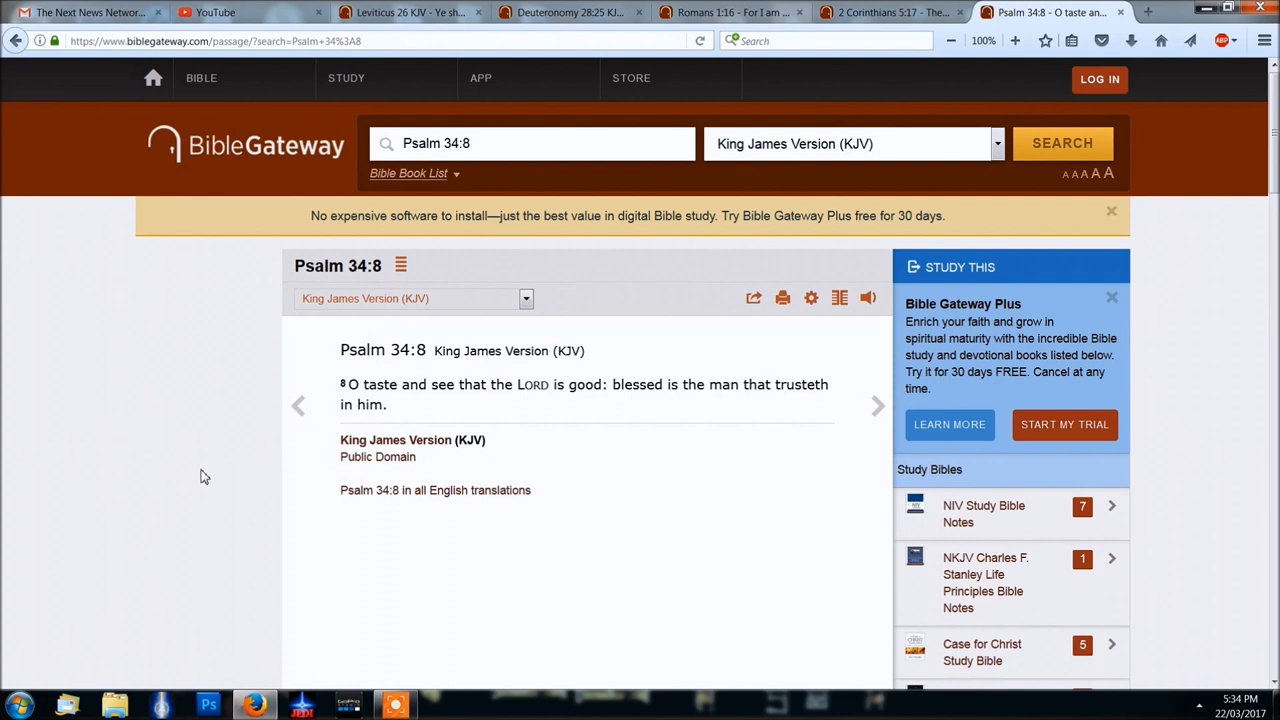 The Next News Network...
YouTube
Leviticus 26 KJV - Ye sh
Deuteronomy 28:25 KJ...
Romans 1:16 - For I am
2 Corinthians 5:17 - The...
Psalm 34:8 - O taste an...
https://www.biblegateway.com/passage/?search=Psalm+34%3A8
Search
100%
ABP
BIBLE
STUDY
APP
STORE
LOG IN
BibleGateway
Psalm 34:8
King James Version (KJV)
SEARCH
Bible Book List
A A A A A
No expensive software to install—just the best value in digital Bible study. Try Bible Gateway Plus free for 30 days.
Psalm 34:8
King James Version (KJV)
Psalm 34:8 King James Version (KJV)
8 O taste and see that the LORD is good: blessed is the man that trusteth
in him.
King James Version (KJV)
Public Domain
Psalm 34:8 in all English translations
STUDY THIS
Bible Gateway Plus
Enrich your faith and grow in
spiritual maturity with the incredible Bible
study and devotional books listed below.
Try it for 30 days FREE. Cancel at any
time.
LEARN MORE
START MY TRIAL
Study Bibles
NIV Study Bible
Notes
7
NKJV Charles F.
Stanley Life
Principles Bible
Notes
1
Case for Christ
Study Bible
5
Ps
JEDI
5:34 PM
22/03/2017